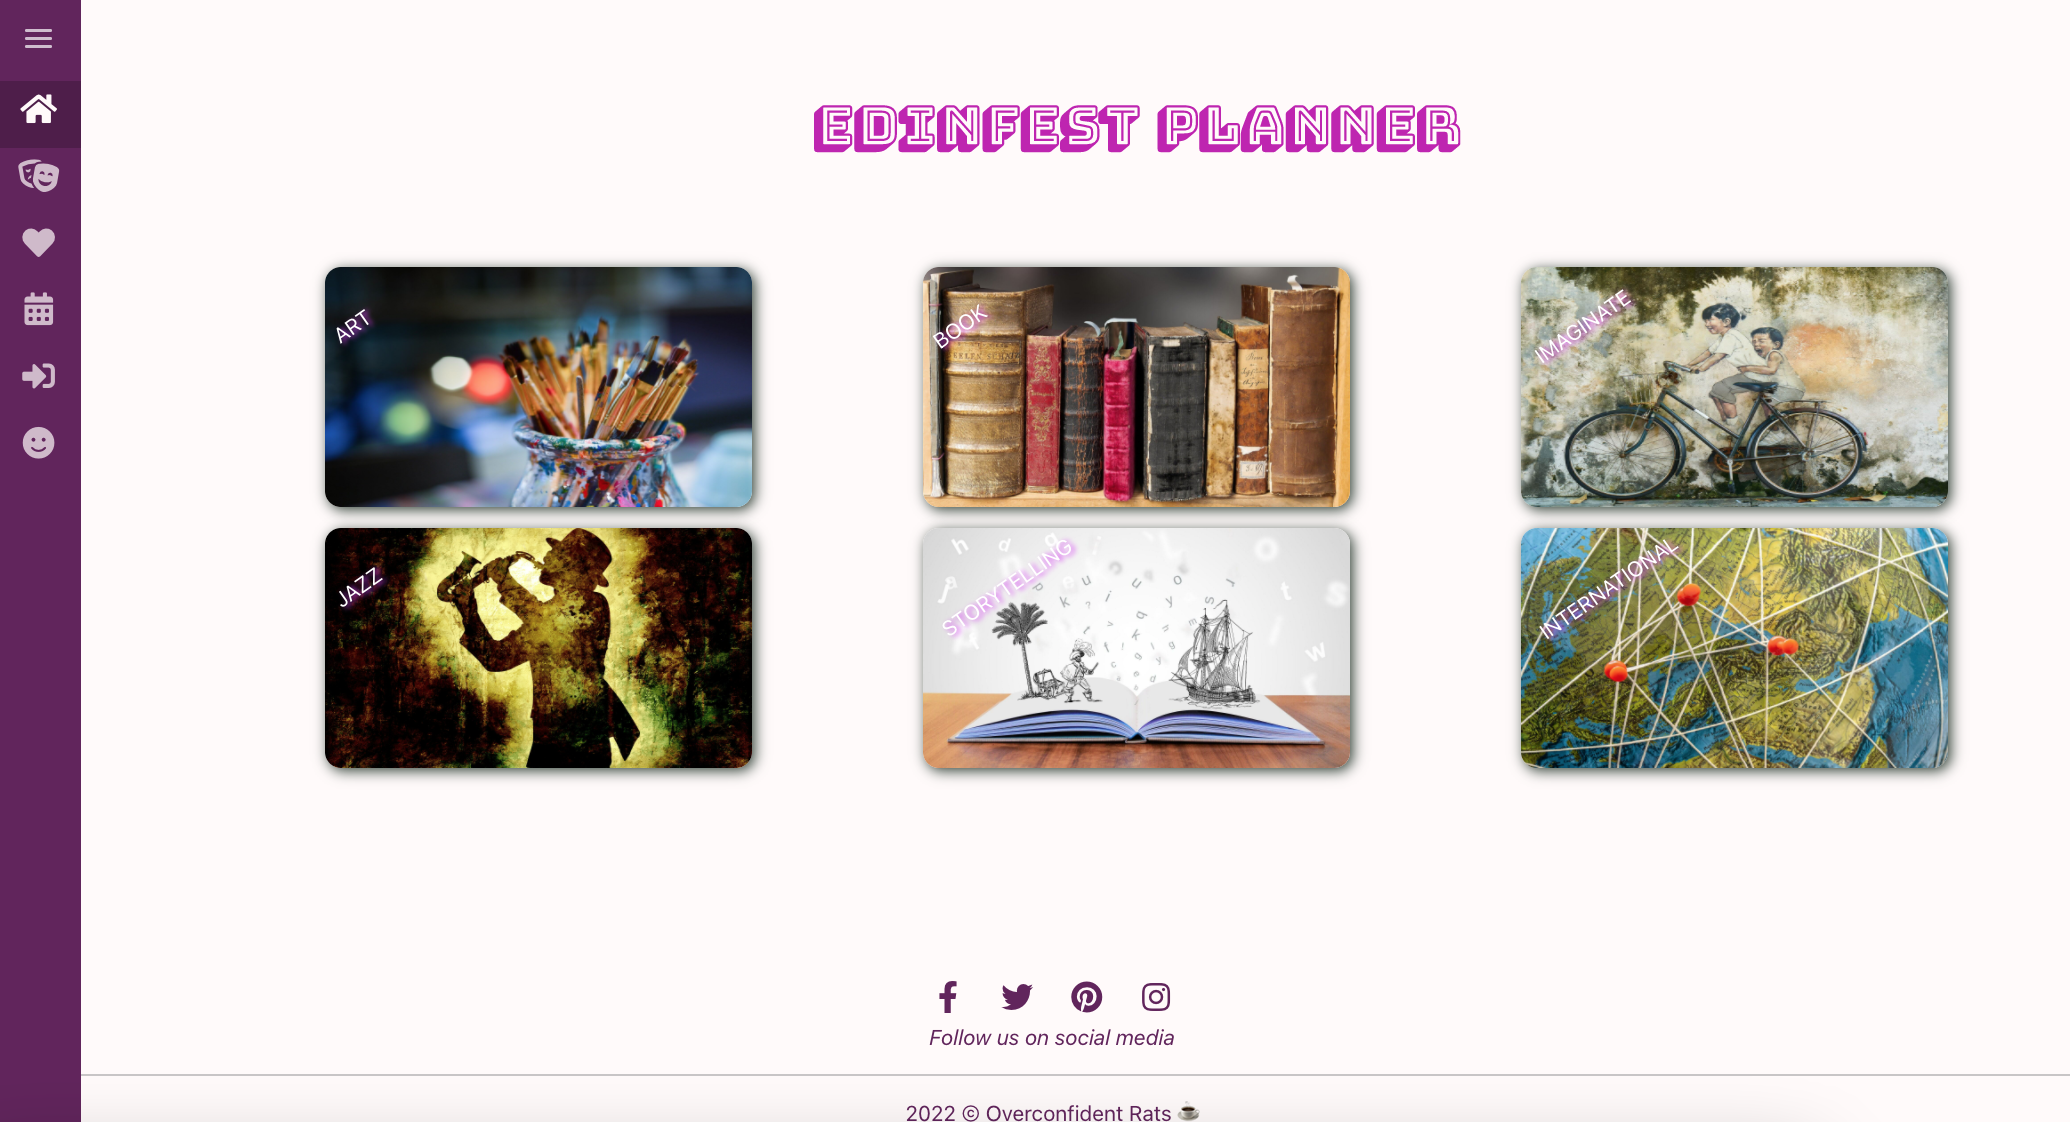 EDINFEST PLANNER
ART
BOOK
IMAGINATE
JAZZ
STORYTELLING
INTERNATIONAL
Follow us on social media
2022 © Overconfident Rats ☕